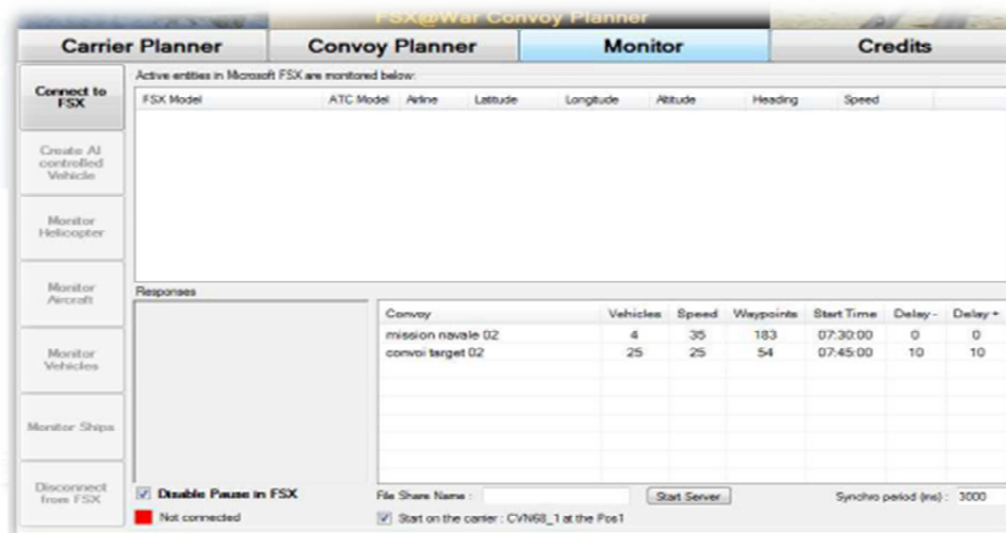 FSX@War Convoy Planner
Carrier Planner Convoy Planner Monitor Credits
Connect to
FSX
Active entities in Microsoft FSX are monitored below:
FSX Model ATC Model Airline Latitude Longitude Altitude Heading Speed
Create AI
controlled
Vehicle
Monitor
Helicopter
Monitor
Aircraft
Monitor
Vehicles
Monitor Ships
Disconnect
from FSX
Responses
Convoy Vehicles Speed Waypoints Start Time Delay - Delay +
mission navale 02 4 35 183 07:30:00 0 0
convoi target 02 25 25 54 07:45:00 10 10
Disable Pause in FSX
File Share Name : Start Server Synchro period (ms) : 3000
Not connected
Start on the carrier : CVN68_1 at the Pos1